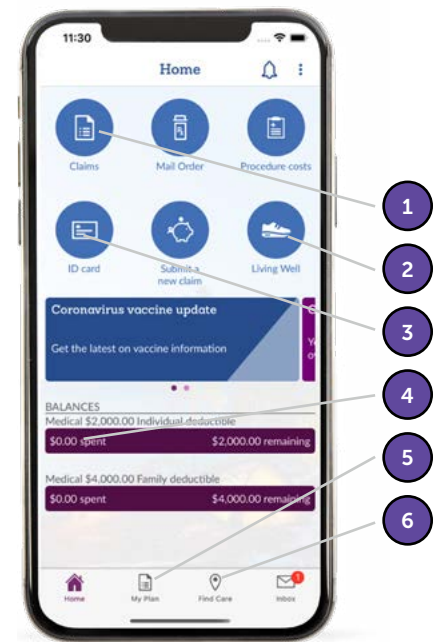 11:30
Home
Claims
Mail Order
Procedure costs
1
ID card
Submit a
new claim
Living Well
2
3
Coronavirus vaccine update
Get the latest on vaccine information
BALANCES
Medical $2,000.00 Individual deductible
$0.00 spent
$2,000.00 remaining
4
Medical $4,000.00 Family deductible
$0.00 spent
$4,000.00 remaining
5
6
Home
My Plan
Find Care
Inbox
1